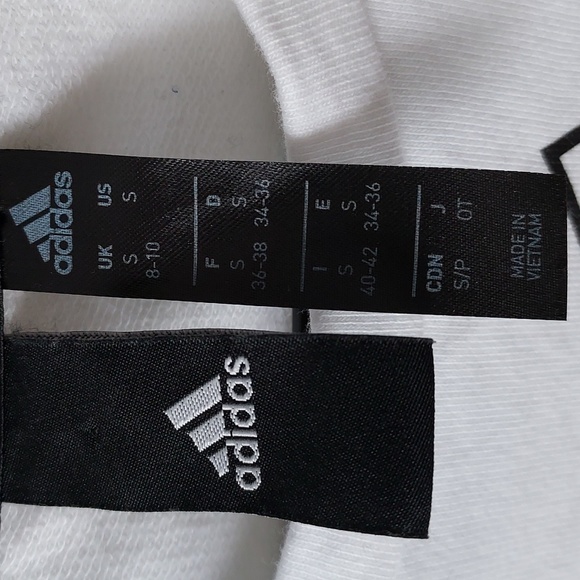 adidas
UK US
S S
8-10
F D
S S
36-38 34-36
I E
S S
40-42 34-36
CDN J
S/P OT
MADE IN
VIETNAM
adidas